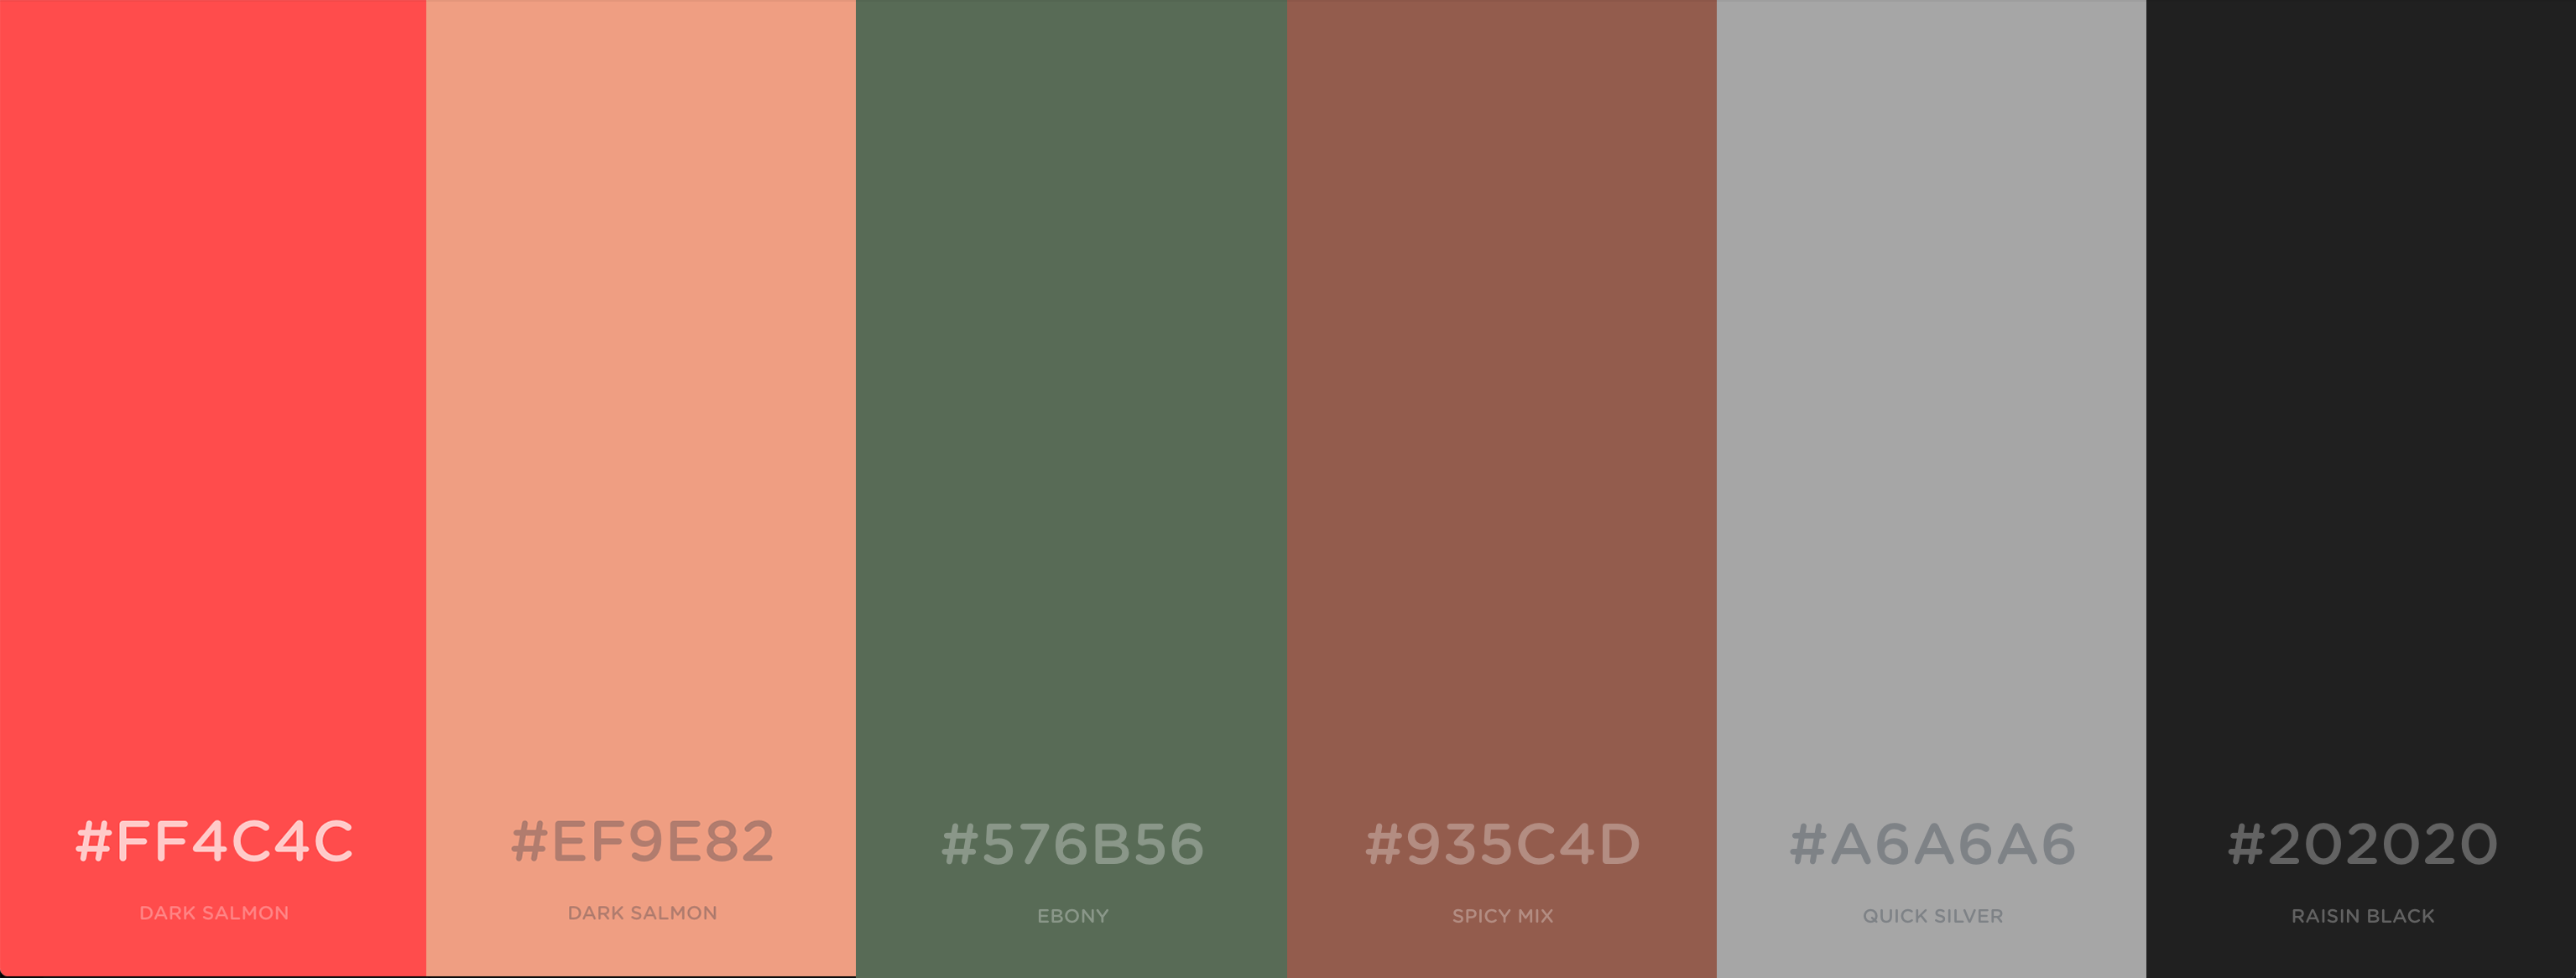 #FF4C4C
DARK SALMON
#EF9E82
DARK SALMON
#576B56
EBONY
#935C4D
SPICY MIX
#A6A6A6
QUICK SILVER
#202020
RAISIN BLACK